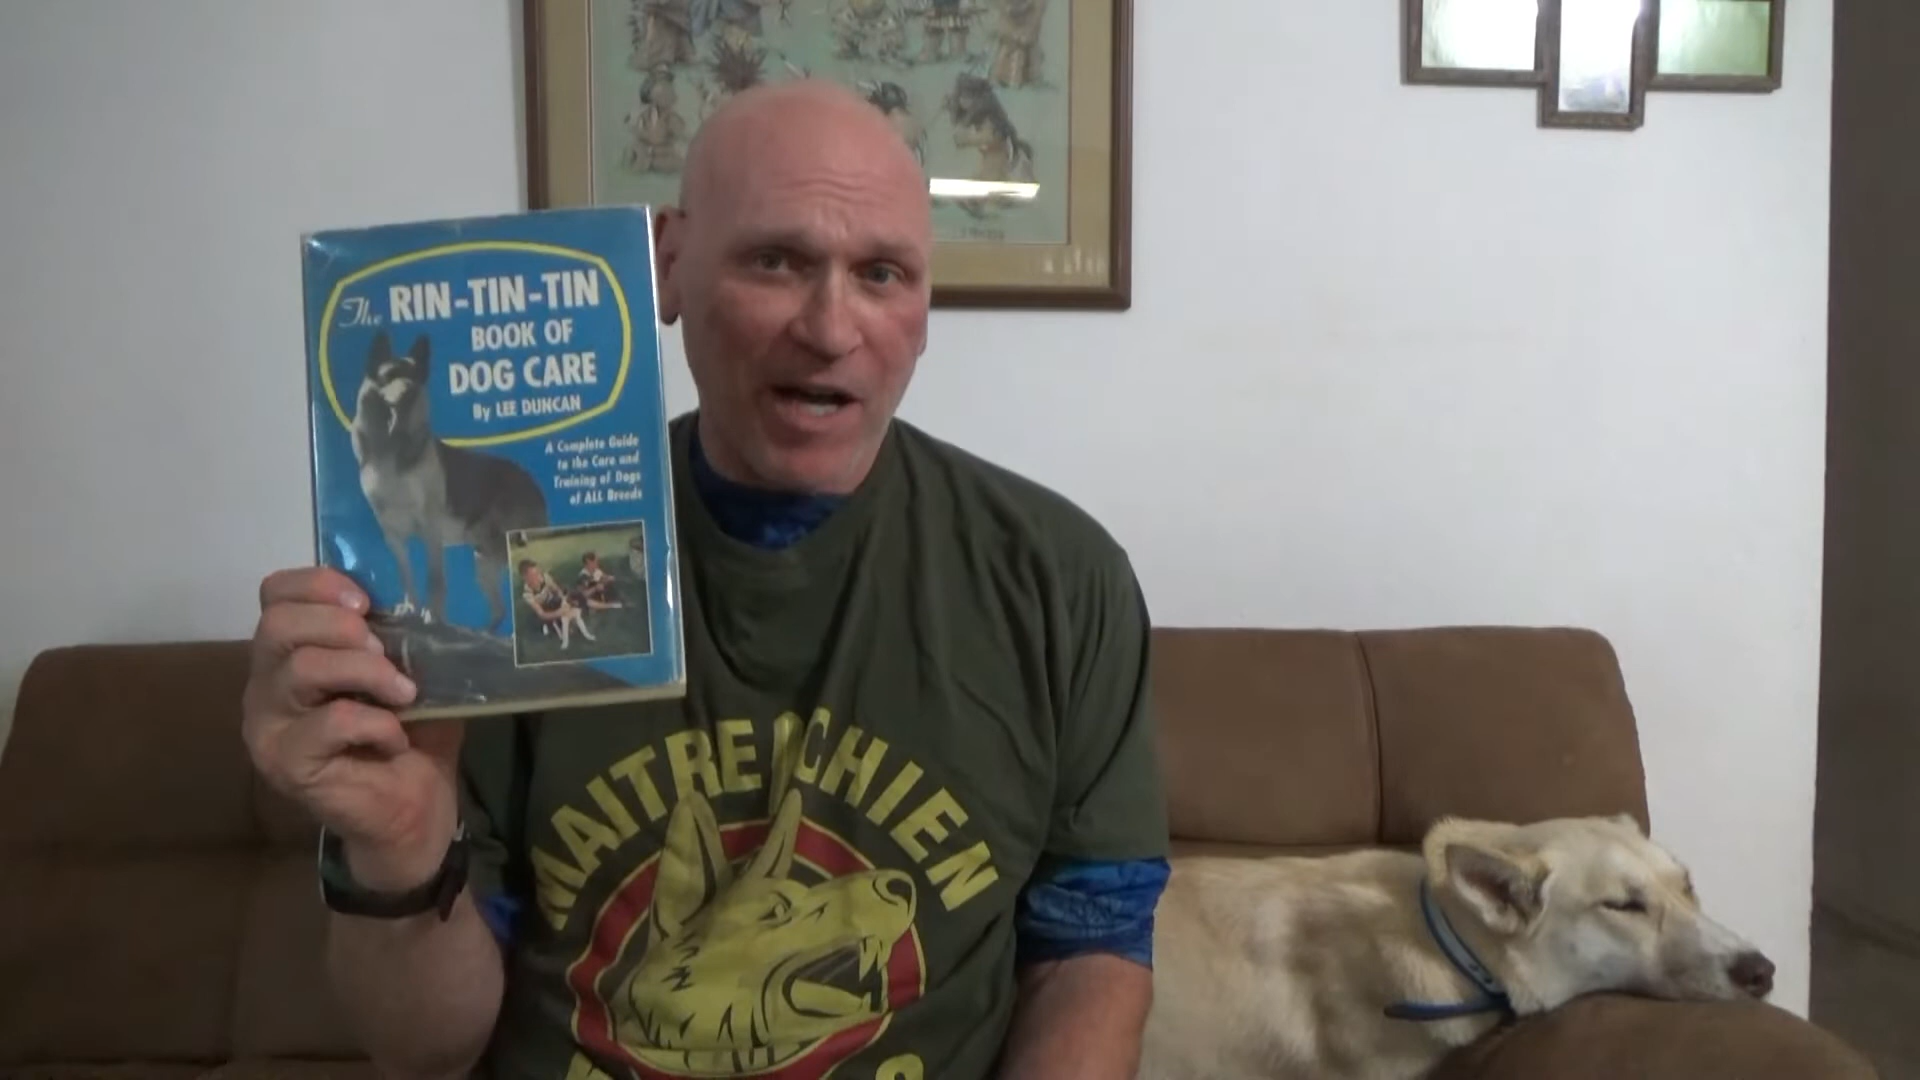 The RIN-TIN-TIN
BOOK OF
DOG CARE
By LEE DUNCAN
A Complete Guide
to the Care and
Training of Dogs
of ALL Breeds
MAITRE CHIEN